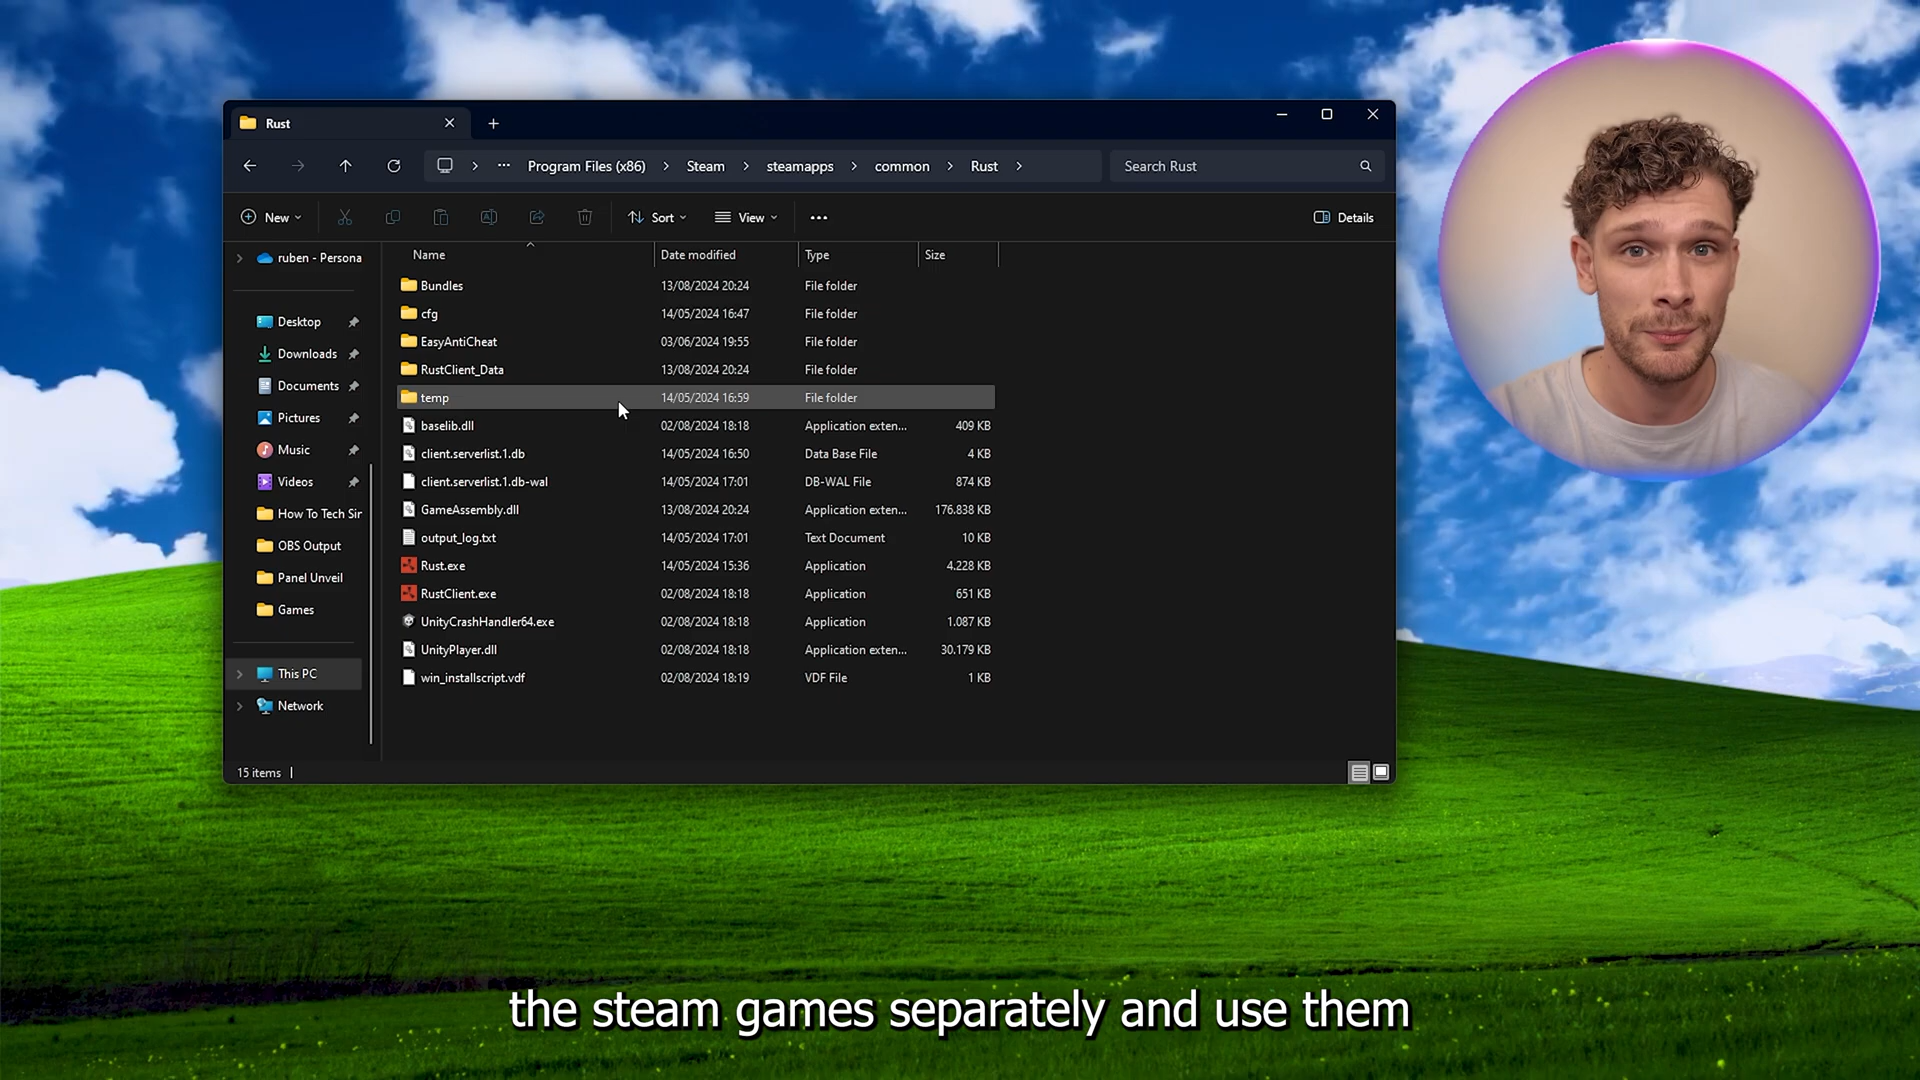 Rust
Program Files (x86) Steam steamapps common Rust
Search Rust
New Sort View Details
Name Date modified Type Size
ruben - Persona
Desktop
Downloads
Documents
Pictures
Music
Videos
How To Tech Sir
OBS Output
Panel Unveil
Games
This PC
Network
Bundles 13/08/2024 20:24 File folder
cfg 14/05/2024 16:47 File folder
EasyAntiCheat 03/06/2024 19:55 File folder
RustClient_Data 13/08/2024 20:24 File folder
temp 14/05/2024 16:59 File folder
baselib.dll 02/08/2024 18:18 Application exten... 409 KB
client.serverlist.1.db 14/05/2024 16:50 Data Base File 4 KB
client.serverlist.1.db-wal 14/05/2024 17:01 DB-WAL File 874 KB
GameAssembly.dll 13/08/2024 20:24 Application exten... 176.838 KB
output_log.txt 14/05/2024 17:01 Text Document 10 KB
Rust.exe 14/05/2024 15:36 Application 4.228 KB
RustClient.exe 02/08/2024 18:18 Application 651 KB
UnityCrashHandler64.exe 02/08/2024 18:18 Application 1.087 KB
UnityPlayer.dll 02/08/2024 18:18 Application exten... 30.179 KB
win_installscript.vdf 02/08/2024 18:19 VDF File 1 KB
15 items
the steam games separately and use them